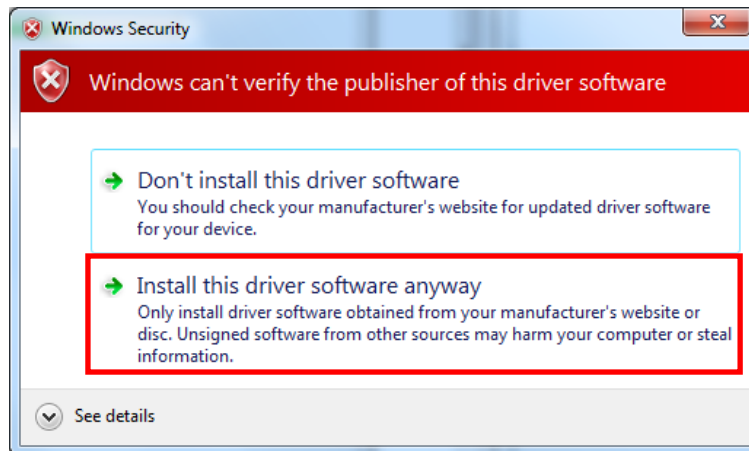 Windows Security
Windows can't verify the publisher of this driver software
Don't install this driver software
You should check your manufacturer's website for updated driver software
for your device.
Install this driver software anyway
Only install driver software obtained from your manufacturer's website or
disc. Unsigned software from other sources may harm your computer or steal
information.
See details